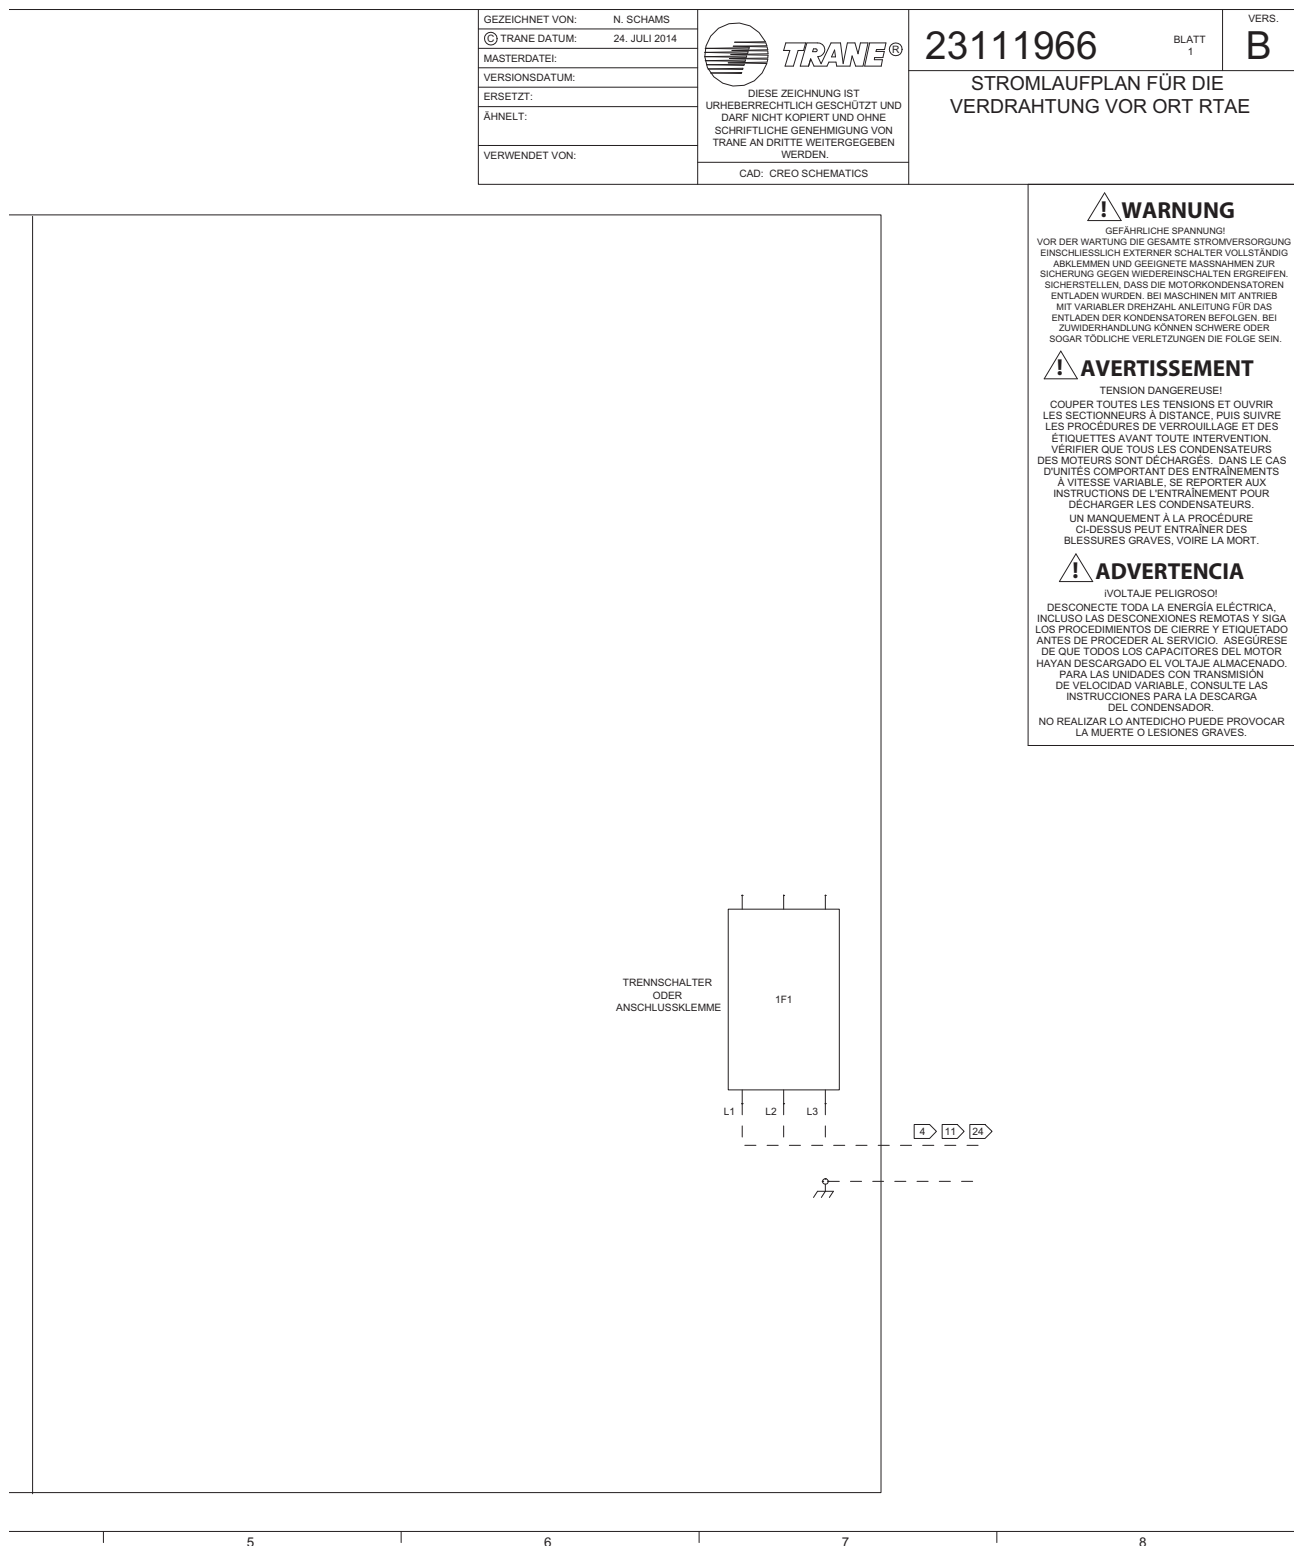 GEZEICHNET VON: N. SCHAMS
© TRANE DATUM: 24. JULI 2014
MASTERDATEI:
VERSIONSDATUM:
ERSETZT:
ÄHNELT:
VERWENDET VON:
TRANE®
DIESE ZEICHNUNG IST
URHEBERRECHTLICH GESCHÜTZT UND
DARF NICHT KOPIERT UND OHNE
SCHRIFTLICHE GENEHMIGUNG VON
TRANE AN DRITTE WEITERGEGEBEN
WERDEN.
CAD: CREO SCHEMATICS
23111966
BLATT
1
VERS.
B
STROMLAUFPLAN FÜR DIE
VERDRAHTUNG VOR ORT RTAE
! WARNUNG
GEFÄHRLICHE SPANNUNG!
VOR DER WARTUNG DIE GESAMTE STROMVERSORGUNG
EINSCHLIESSLICH EXTERNER SCHALTER VOLLSTÄNDIG
ABKLEMMEN UND GEEIGNETE MASSNAHMEN ZUR
SICHERUNG GEGEN WIEDEREINSCHALTEN ERGREIFEN.
SICHERSTELLEN, DASS DIE MOTORKONDENSATOREN
ENTLADEN WURDEN. BEI MASCHINEN MIT ANTRIEB
MIT VARIABLER DREHZAHL ANLEITUNG FÜR DAS
ENTLADEN DER KONDENSATOREN BEFOLGEN. BEI
ZUWIDERHANDLUNG KÖNNEN SCHWERE ODER
SOGAR TÖDLICHE VERLETZUNGEN DIE FOLGE SEIN.
! AVERTISSEMENT
TENSION DANGEREUSE!
COUPER TOUTES LES TENSIONS ET OUVRIR
LES SECTIONNEURS À DISTANCE, PUIS SUIVRE
LES PROCÉDURES DE VERROUILLAGE ET DES
ÉTIQUETTES AVANT TOUTE INTERVENTION.
VÉRIFIER QUE TOUS LES CONDENSATEURS
DES MOTEURS SONT DÉCHARGÉS. DANS LE CAS
D'UNITÉS COMPORTANT DES ENTRAÎNEMENTS
À VITESSE VARIABLE, SE REPORTER AUX
INSTRUCTIONS DE L'ENTRAÎNEMENT POUR
DÉCHARGER LES CONDENSATEURS.
UN MANQUEMENT À LA PROCÉDURE
CI-DESSUS PEUT ENTRAÎNER DES
BLESSURES GRAVES, VOIRE LA MORT.
! ADVERTENCIA
¡VOLTAJE PELIGROSO!
DESCONECTE TODA LA ENERGÍA ELÉCTRICA,
INCLUSO LAS DESCONEXIONES REMOTAS Y SIGA
LOS PROCEDIMIENTOS DE CIERRE Y ETIQUETADO
ANTES DE PROCEDER AL SERVICIO. ASEGÚRESE
DE QUE TODOS LOS CAPACITORES DEL MOTOR
HAYAN DESCARGADO EL VOLTAJE ALMACENADO.
PARA LAS UNIDADES CON TRANSMISIÓN
DE VELOCIDAD VARIABLE, CONSULTE LAS
INSTRUCCIONES PARA LA DESCARGA
DEL CONDENSADOR.
NO REALIZAR LO ANTEDICHO PUEDE PROVOCAR
LA MUERTE O LESIONES GRAVES.
TRENNSCHALTER
ODER
ANSCHLUSSKLEMME
1F1
L1 L2 L3
4 11 24
5 6 7 8